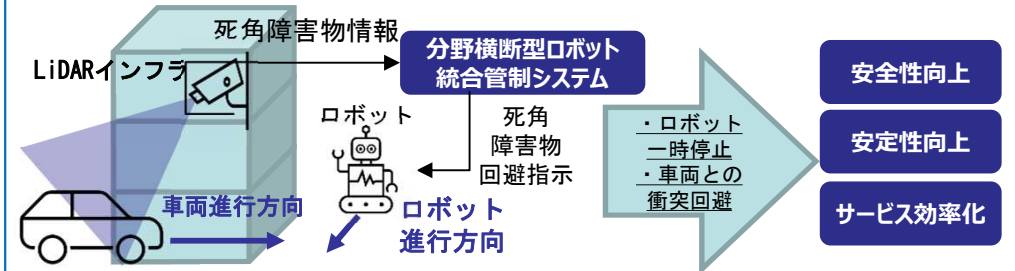 死角障害物情報
LiDARインフラ
分野横断型ロボット
統合管制システム
ロボット
死角
障害物
回避指示
車両進行方向
ロボット
進行方向
・ロボット
一時停止
・車両との
衝突回避
安全性向上
安定性向上
サービス効率化